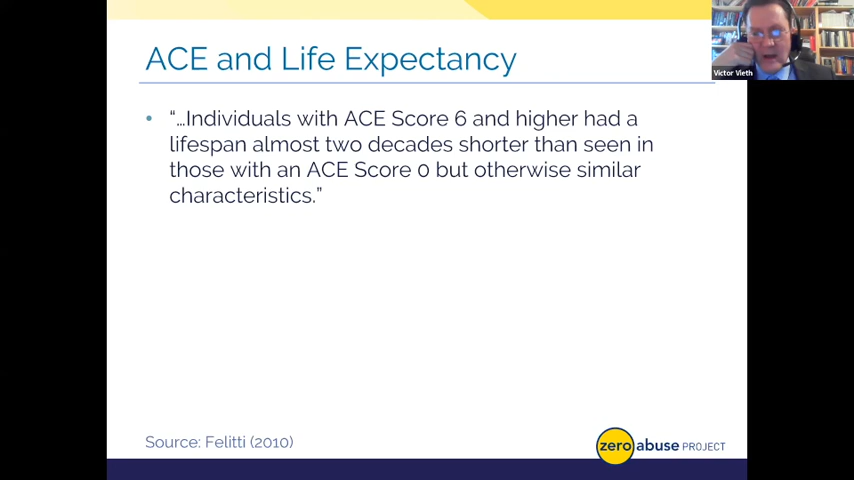 Victor Vieth
ACE and Life Expectancy
• “…Individuals with ACE Score 6 and higher had a
lifespan almost two decades shorter than seen in
those with an ACE Score 0 but otherwise similar
characteristics.”
Source: Felitti (2010)
zero abuse PROJECT